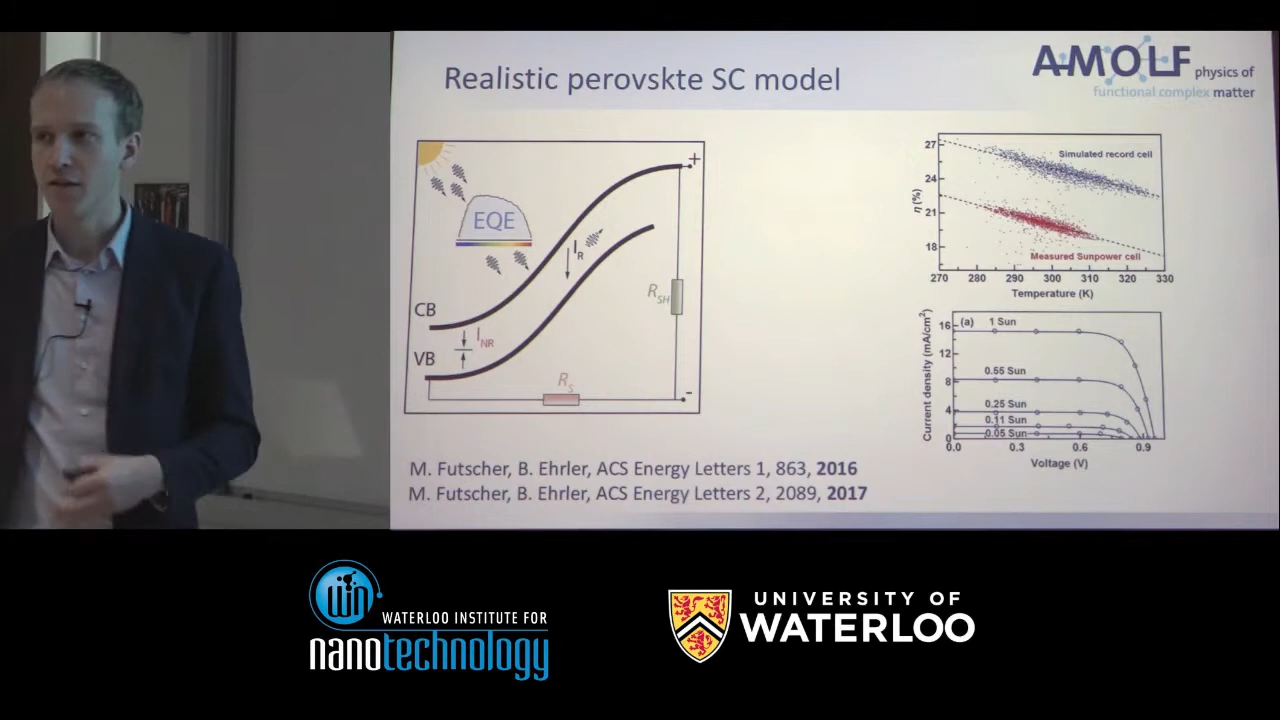 Realistic perovskte SC model
A-MOLF
physics of
functional complex matter
EQE
+
I_R
R_SH
CB
I_NR
VB
R_S
-
η (%)
27
24
21
18
Simulated record cell
Measured Sunpower cell
270 280 290 300 310 320 330
Temperature (K)
Current density (mA/cm²)
16
12
8
4
0
(a) 1 Sun
0.55 Sun
0.25 Sun
0.11 Sun
0.05 Sun
0.0 0.3 0.6 0.9
Voltage (V)
M. Futscher, B. Ehrler, ACS Energy Letters 1, 863, 2016
M. Futscher, B. Ehrler, ACS Energy Letters 2, 2089, 2017
WIN
WATERLOO INSTITUTE FOR
nanotechnology
UNIVERSITY OF
WATERLOO